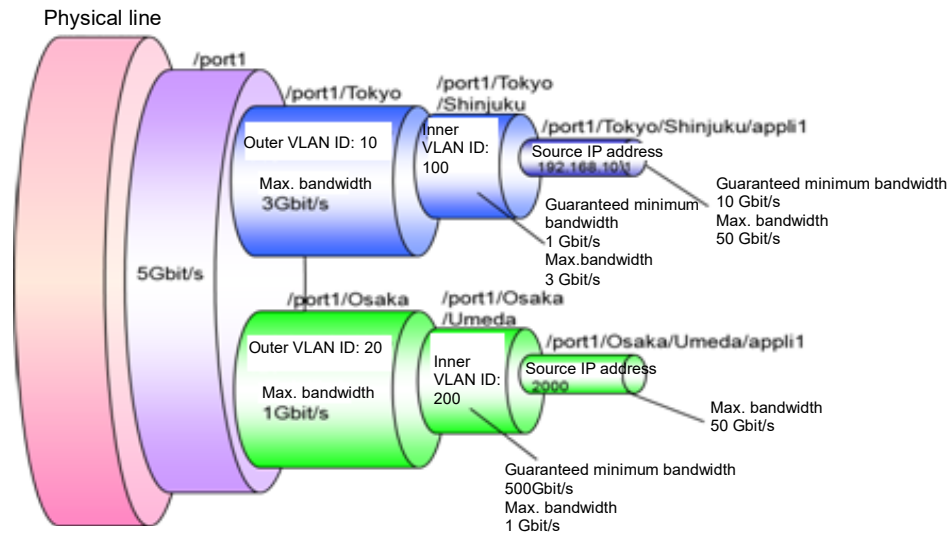 Physical line
/port1
/port1/Tokyo
/port1/Tokyo
/Shinjuku
/port1/Tokyo/Shinjuku/appli1
Outer VLAN ID: 10
Inner
VLAN ID:
100
Source IP address
192.168.10.1
Max. bandwidth
3Gbit/s
Guaranteed minimum
bandwidth
1 Gbit/s
Max.bandwidth
3 Gbit/s
Guaranteed minimum bandwidth
10 Gbit/s
Max. bandwidth
50 Gbit/s
5Gbit/s
/port1/Osaka
/port1/Osaka
/Umeda
/port1/Osaka/Umeda/appli1
Outer VLAN ID: 20
Inner
VLAN ID:
200
Source IP address
2000
Max. bandwidth
1Gbit/s
Max. bandwidth
50 Gbit/s
Guaranteed minimum bandwidth
500Gbit/s
Max. bandwidth
1 Gbit/s